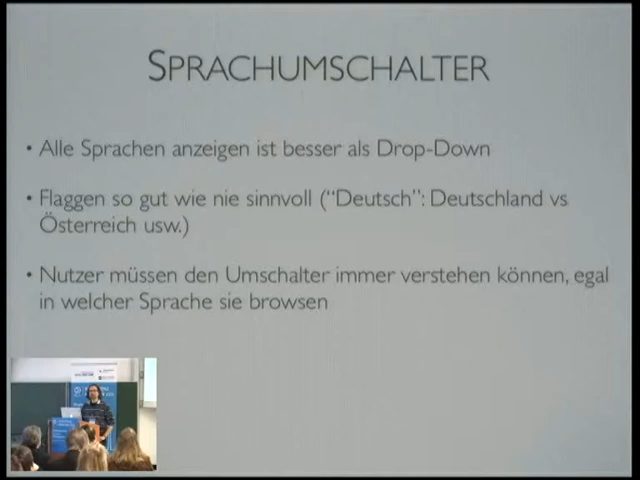 SPRACHUMSCHALTER
• Alle Sprachen anzeigen ist besser als Drop-Down
• Flaggen so gut wie nie sinnvoll (“Deutsch”: Deutschland vs
Österreich usw.)
• Nutzer müssen den Umschalter immer verstehen können, egal
in welcher Sprache sie browsen